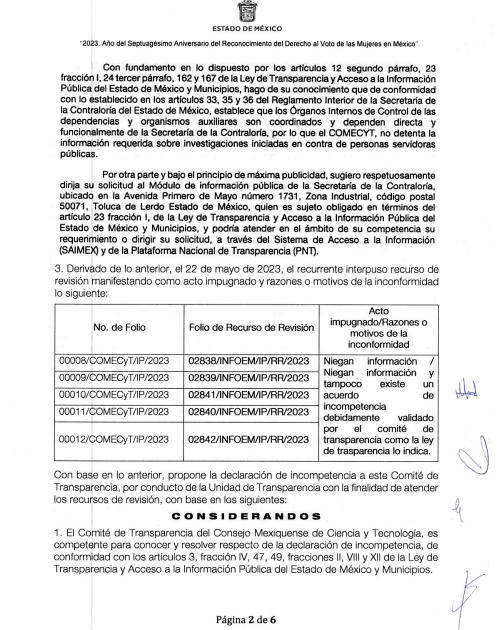 ESTADO DE MÉXICO
"2023. Año del Septuagésimo Aniversario del Reconocimiento del Derecho al Voto de las Mujeres en México".
Con fundamento en lo dispuesto por los artículos 12 segundo párrafo, 23
fracción I, 24 tercer párrafo, 162 y 167 de la Ley de Transparencia y Acceso a la Información
Pública del Estado de México y Municipios, hago de su conocimiento que de conformidad
con lo establecido en los artículos 33, 35 y 36 del Reglamento Interior de la Secretaría de
la Contraloría del Estado de México, establece que los Órganos Internos de Control de las
dependencias y organismos auxiliares son coordinados y dependen directa y
funcionalmente de la Secretaría de la Contraloría, por lo que el COMECYT, no detenta la
información requerida sobre investigaciones iniciadas en contra de personas servidoras
públicas.
Por otra parte y bajo el principio de máxima publicidad, sugiero respetuosamente
dirija su solicitud al Módulo de información pública de la Secretaría de la Contraloría,
ubicado en la Avenida Primero de Mayo número 1731, Zona Industrial, código postal
50071, Toluca de Lerdo Estado de México, quien es sujeto obligado en términos del
artículo 23 fracción I, de la Ley de Transparencia y Acceso a la Información Pública del
Estado de México y Municipios, y podría atender en el ámbito de su competencia su
requerimiento o dirigir su solicitud, a través del Sistema de Acceso a la Información
(SAIMEX) y de la Plataforma Nacional de Transparencia (PNT).
3. Derivado de lo anterior, el 22 de mayo de 2023, el recurrente interpuso recurso de
revisión manifestando como acto impugnado y razones o motivos de la inconformidad
lo siguiente:
No. de Folio
Folio de Recurso de Revisión
Acto
impugnado/Razones o
motivos de la
inconformidad
00008/COMECyT/IP/2023 02838/INFOEM/IP/RR/2023
00009/COMECyT/IP/2023 02839/INFOEM/IP/RR/2023
00010/COMECyT/IP/2023 02841/INFOEM/IP/RR/2023
00011/COMECyT/IP/2023 02840/INFOEM/IP/RR/2023
00012/COMECyT/IP/2023 02842/INFOEM/IP/RR/2023
Niegan información /
Niegan información y
tampoco existe un
acuerdo de
incompetencia
debidamente validado
por el comité de
transparencia como la ley
de trasparencia lo indica.
Con base en lo anterior, propone la declaración de incompetencia a este Comité de
Transparencia, por conducto de la Unidad de Transparencia con la finalidad de atender
los recursos de revisión, con base en los siguientes:
CONSIDERANDOS
1. El Comité de Transparencia del Consejo Mexiquense de Ciencia y Tecnología, es
competente para conocer y resolver respecto de la declaración de incompetencia, de
conformidad con los artículos 3, fracción IV, 47, 49, fracciones II, VIII y XII de la Ley de
Transparencia y Acceso a la Información Pública del Estado de México y Municipios.
Página 2 de 6